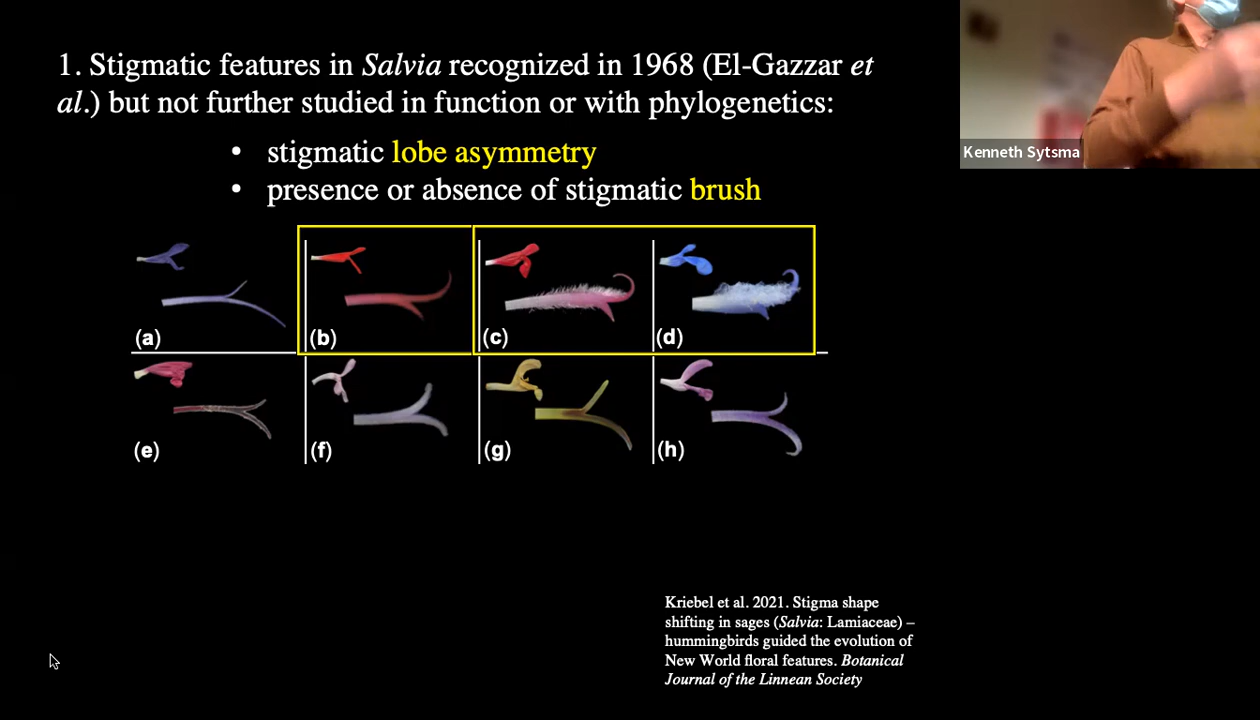 1. Stigmatic features in Salvia recognized in 1968 (El-Gazzar et
al.) but not further studied in function or with phylogenetics:
• stigmatic lobe asymmetry
• presence or absence of stigmatic brush
Kenneth Sytsma
(a)
(b)
(c)
(d)
(e)
(f)
(g)
(h)
Kriebel et al. 2021. Stigma shape
shifting in sages (Salvia: Lamiaceae) –
hummingbirds guided the evolution of
New World floral features. Botanical
Journal of the Linnean Society